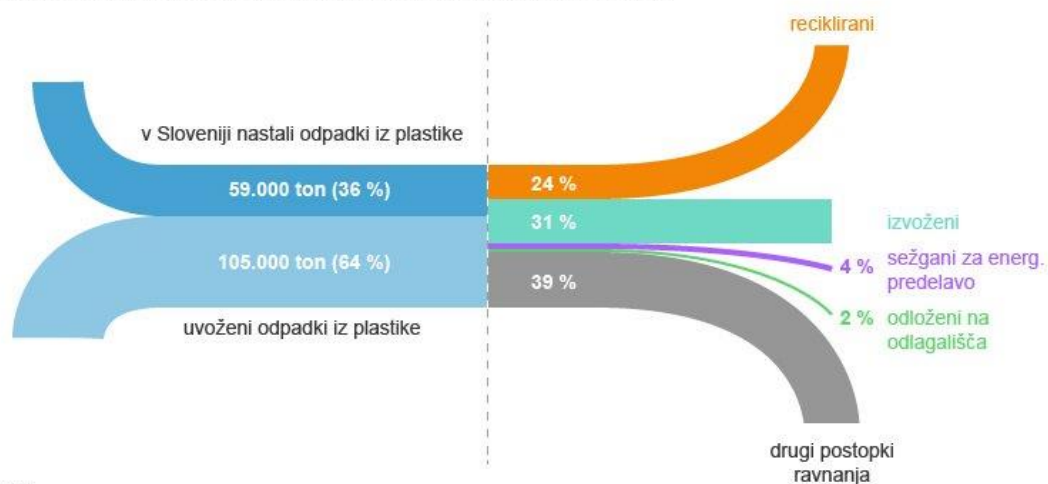 reciklirani
v Sloveniji nastali odpadki iz plastike
59.000 ton (36 %)
24 %
31 %
izvoženi
105.000 ton (64 %)
4 %
sežgani za energ.
predelavo
39 %
uvoženi odpadki iz plastike
2 %
odloženi na
odlagališča
drugi postopki
ravnanja